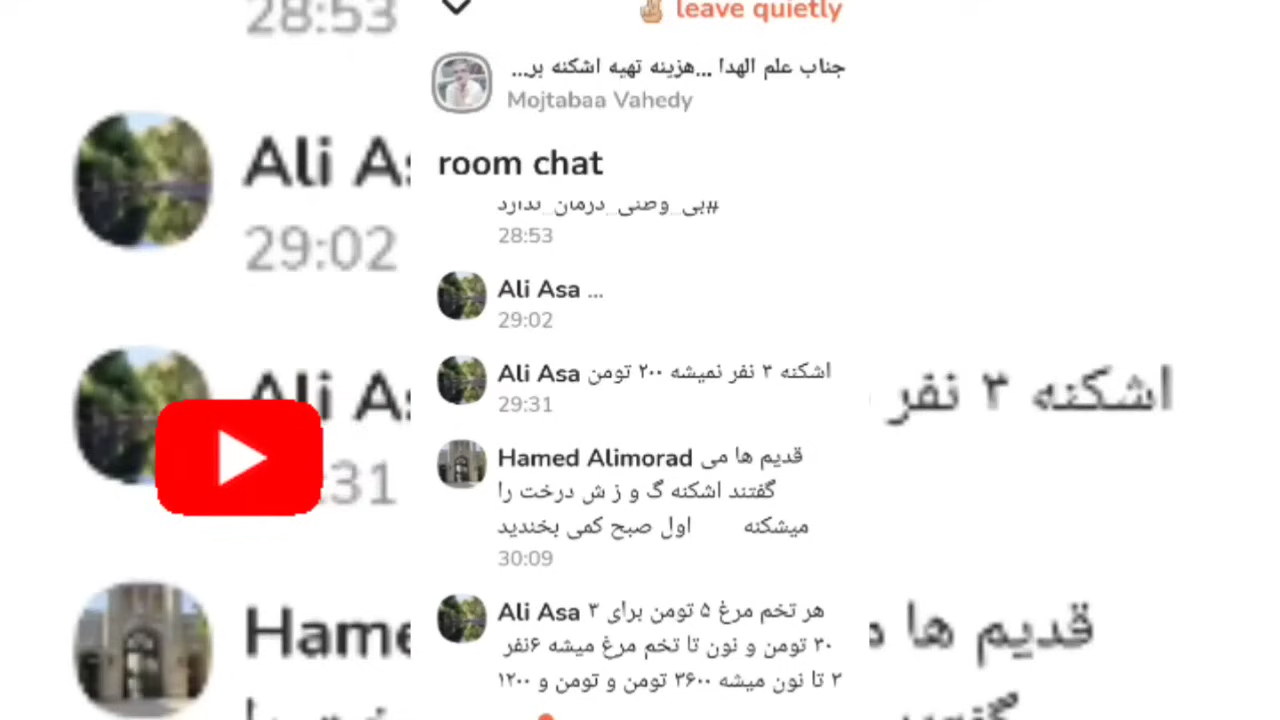 leave quietly
جناب علم الهدا ...هزینه تهیه اشکنه بر...
Mojtabaa Vahedy
room chat
#بی_وطنی_درمان_ندارد
28:53
Ali Asa ...
29:02
Ali Asa اشکنه ۳ نفر نمیشه ۲۰۰ تومن
29:31
Hamed Alimorad قدیم ها می
گفتند اشکنه گ و ز ش درخت را
میشکنه اول صبح کمی بخندید
30:09
Ali Asa هر تخم مرغ ۵ تومن برای ۳
نفر ۶ تا تخم مرغ میشه ۳۰ تومن و نون
۲ تا نون میشه ۳۶۰۰ تومن و تومن و ۱۲۰۰
28:53
Ali As
29:02
Ali As
:31
اشکنه ۳ نفر
Hame
قدیم ها